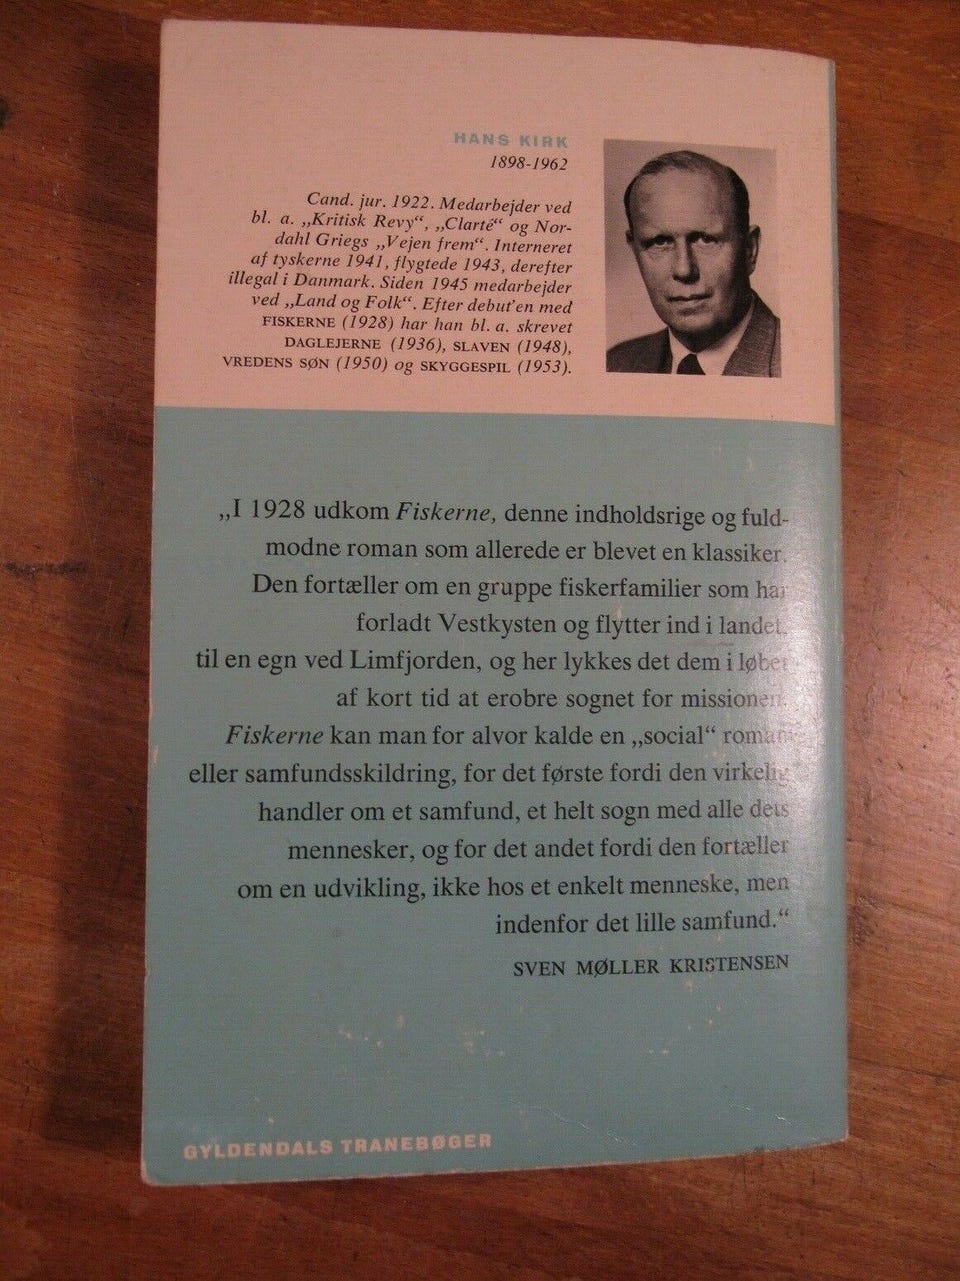 HANS KIRK
1898-1962
Cand. jur. 1922. Medarbejder ved
bl. a. „Kritisk Revy“, „Clarté“ og Nor-
dahl Griegs „Vejen frem“. Interneret
af tyskerne 1941, flygtede 1943, derefter
illegal i Danmark. Siden 1945 medarbejder
ved „Land og Folk“. Efter debut'en med
FISKERNE (1928) har han bl. a. skrevet
DAGLEJERNE (1936), SLAVEN (1948),
VREDENS SØN (1950) og SKYGGESPIL (1953).
„I 1928 udkom Fiskerne, denne indholdsrige og fuld-
modne roman som allerede er blevet en klassiker.
Den fortæller om en gruppe fiskerfamilier som har
forladt Vestkysten og flytter ind i landet,
til en egn ved Limfjorden, og her lykkes det dem i løbet
af kort tid at erobre sognet for missionen.
Fiskerne kan man for alvor kalde en „social“ roman
eller samfundsskildring, for det første fordi den virkelig
handler om et samfund, et helt sogn med alle dets
mennesker, og for det andet fordi den fortæller
om en udvikling, ikke hos et enkelt menneske, men
indenfor det lille samfund.“
SVEN MØLLER KRISTENSEN
GYLDENDALS TRANEBØGER